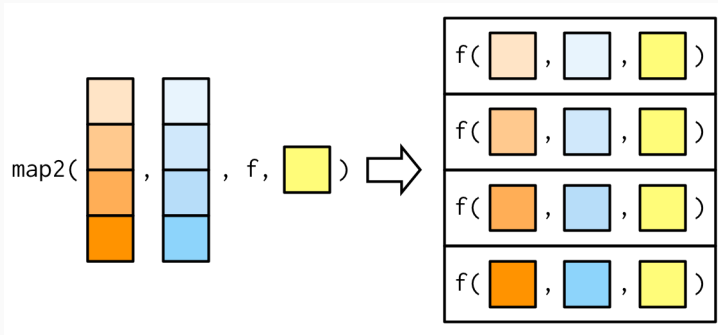 map2( , , f, )
f( , , )
f( , , )
f( , , )
f( , , )